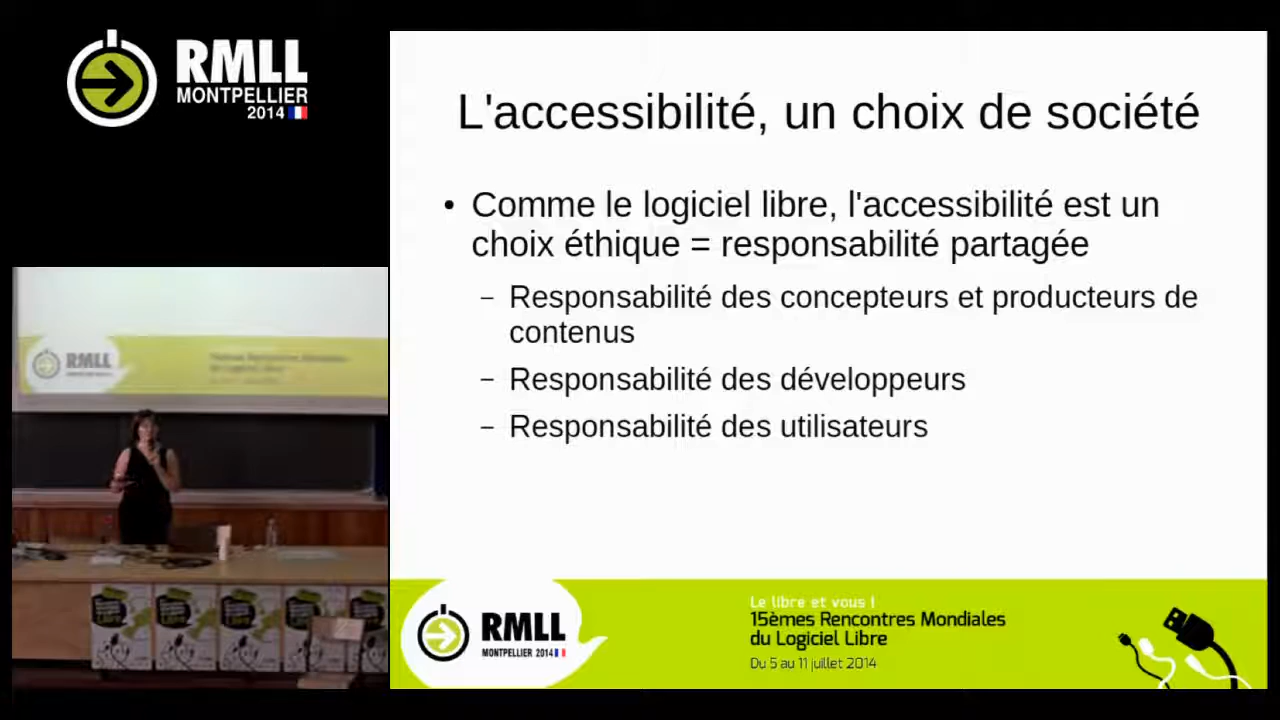 RMLL
MONTPELLIER
2014
L'accessibilité, un choix de société
• Comme le logiciel libre, l'accessibilité est un
choix éthique = responsabilité partagée
– Responsabilité des concepteurs et producteurs de
contenus
– Responsabilité des développeurs
– Responsabilité des utilisateurs
RMLL
RMLL
MONTPELLIER 2014
Le libre et vous !
15èmes Rencontres Mondiales
du Logiciel Libre
Du 5 au 11 juillet 2014